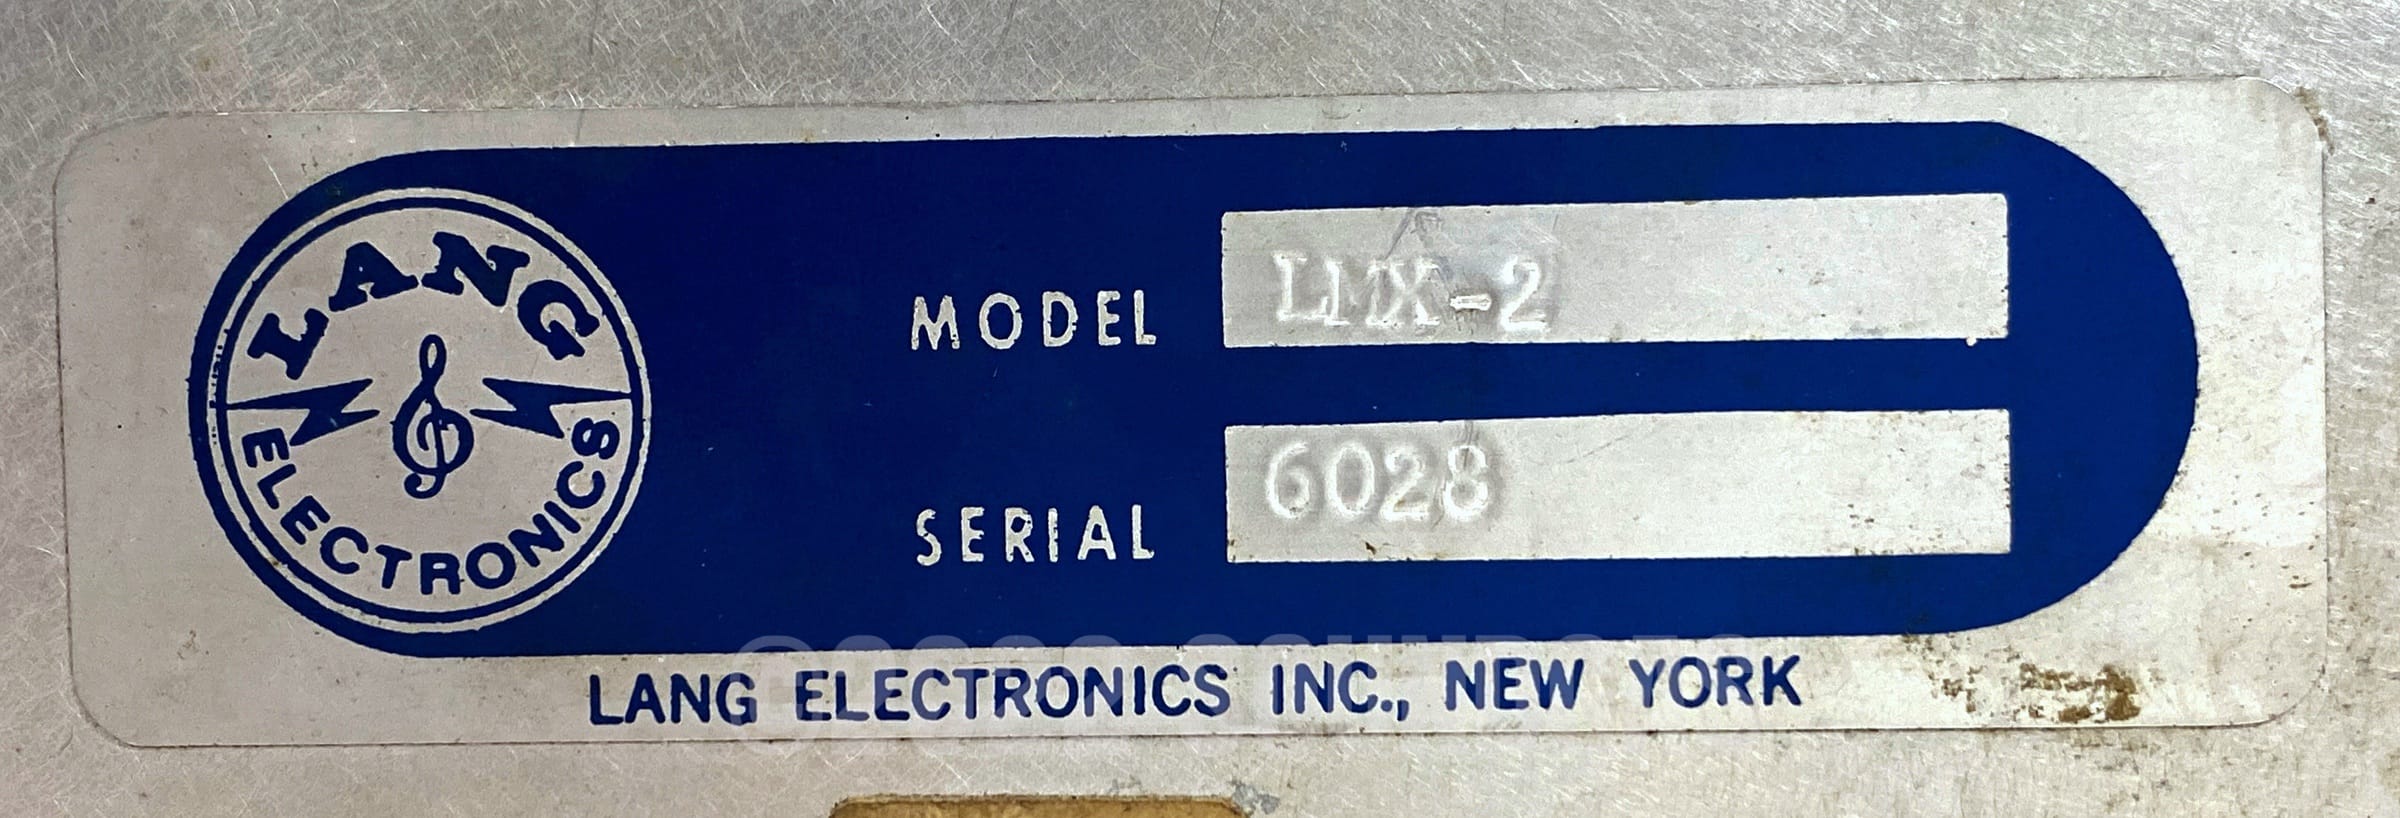 LANG
ELECTRONICS
MODEL LMX-2
SERIAL 6028
LANG ELECTRONICS INC., NEW YORK